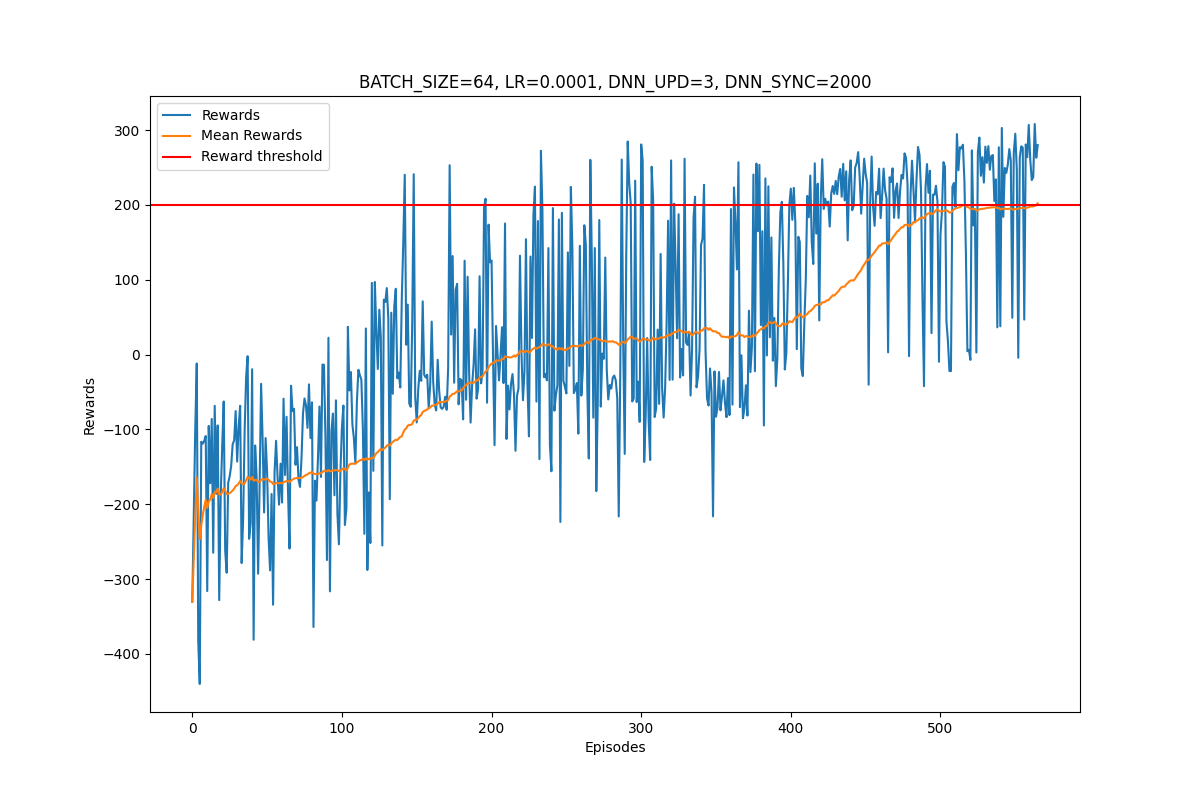 BATCH_SIZE=64, LR=0.0001, DNN_UPD=3, DNN_SYNC=2000
Rewards
Mean Rewards
Reward threshold
300
200
100
0
−100
−200
−300
−400
Rewards
0 100 200 300 400 500
Episodes